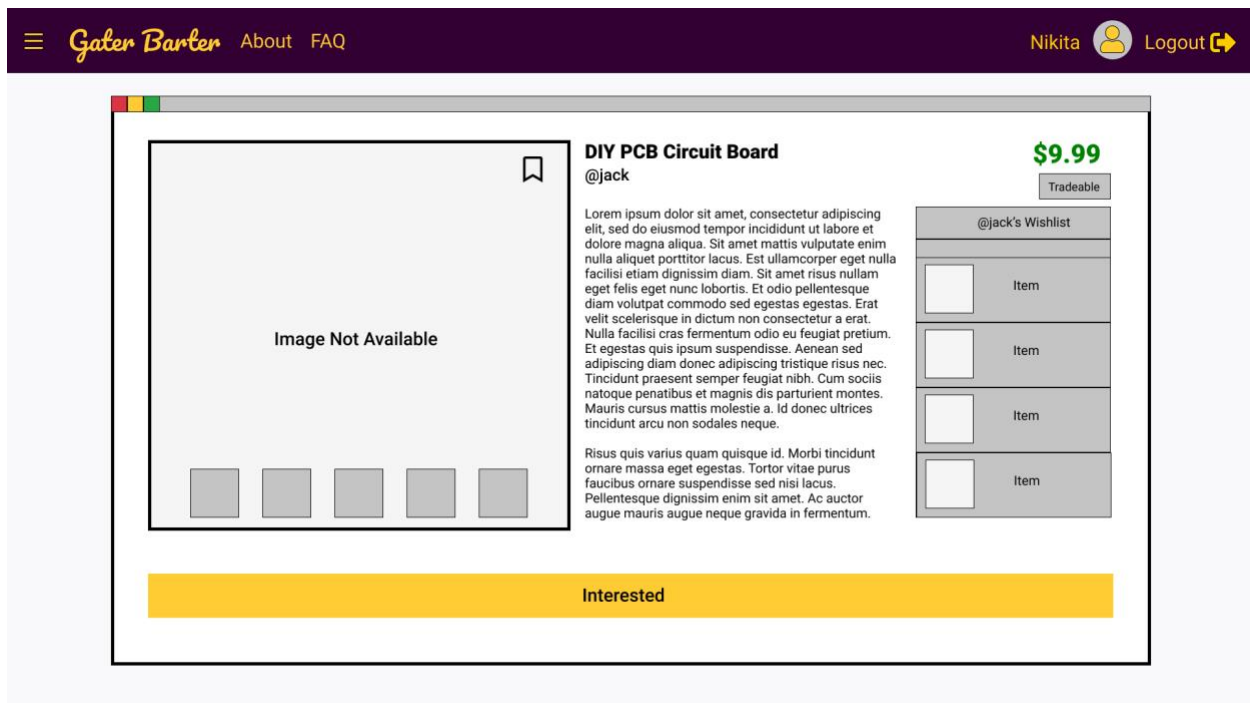 Gater Barter About FAQ
Nikita Logout
DIY PCB Circuit Board
@jack
$9.99
Tradeable
Lorem ipsum dolor sit amet, consectetur adipiscing
elit, sed do eiusmod tempor incididunt ut labore et
dolore magna aliqua. Sit amet mattis vulputate enim
nulla aliquet porttitor lacus. Est ullamcorper eget nulla
facilisi etiam dignissim diam. Sit amet risus nullam
eget felis eget nunc lobortis. Et odio pellentesque
diam volutpat commodo sed egestas egestas. Erat
velit scelerisque in dictum non consectetur a erat.
Nulla facilisi cras fermentum odio eu feugiat pretium.
Et egestas quis ipsum suspendisse. Aenean sed
adipiscing diam donec adipiscing tristique risus nec.
Tincidunt praesent semper feugiat nibh. Cum sociis
natoque penatibus et magnis dis parturient montes.
Mauris cursus mattis molestie a. Id donec ultrices
tincidunt arcu non sodales neque.
Risus quis varius quam quisque id. Morbi tincidunt
ornare massa eget egestas. Tortor vitae purus
faucibus ornare suspendisse sed nisi lacus.
Pellentesque dignissim enim sit amet. Ac auctor
augue mauris augue neque gravida in fermentum.
@jack's Wishlist
Item
Item
Item
Item
Image Not Available
Interested